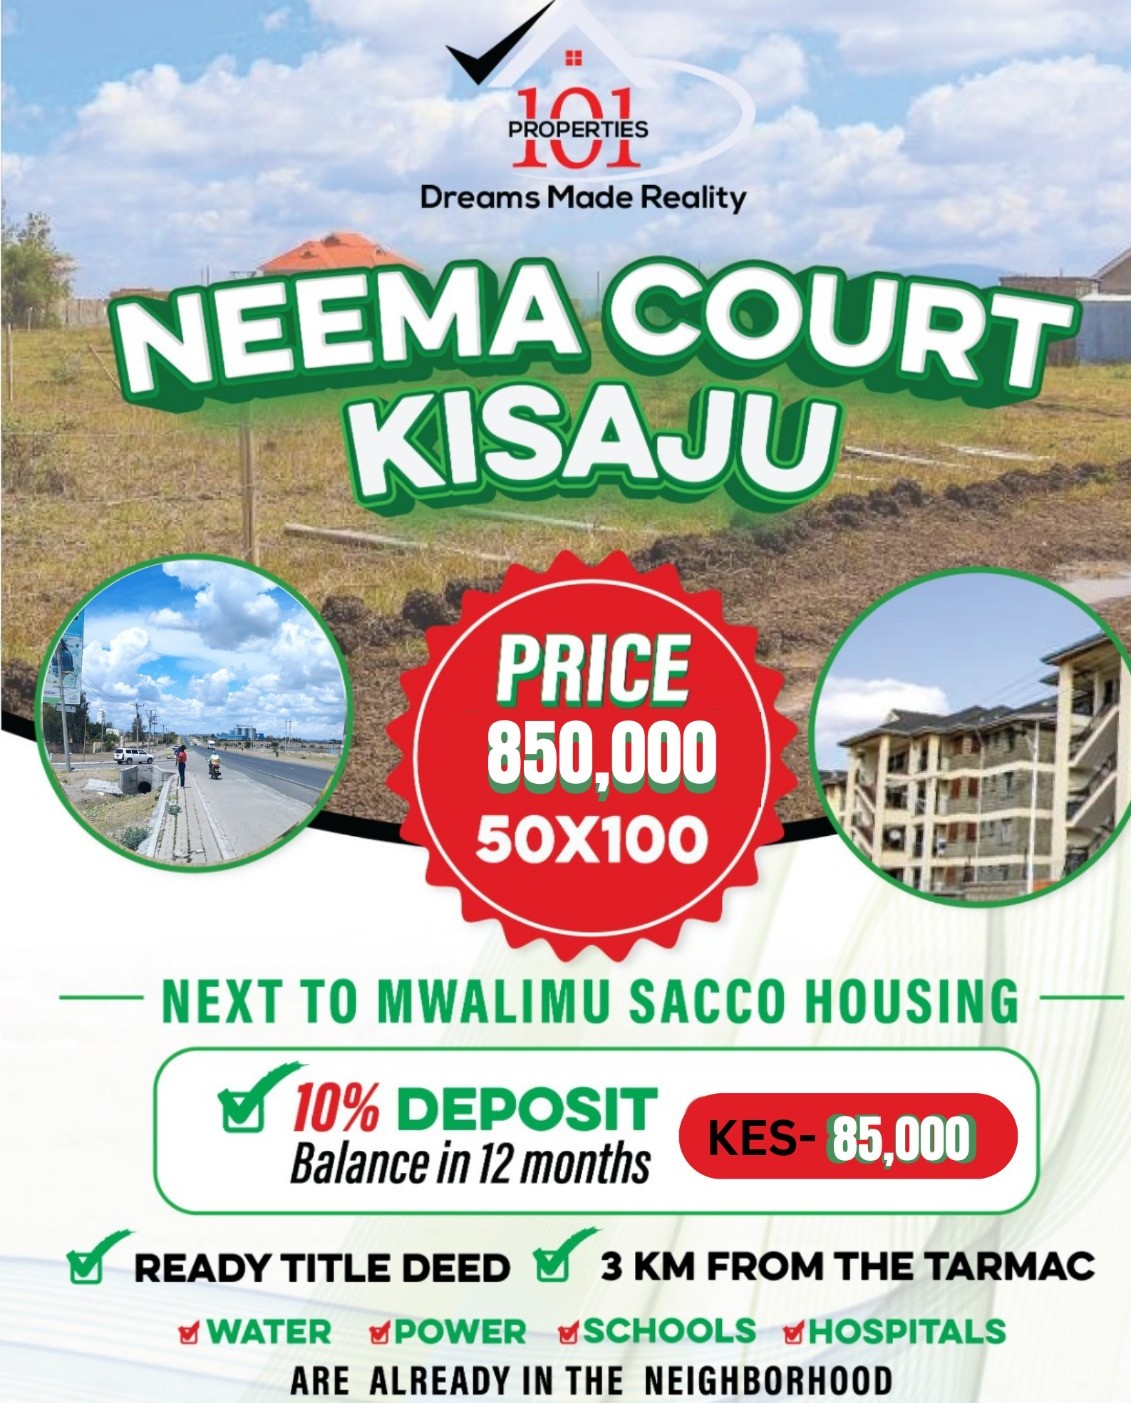 101
PROPERTIES
Dreams Made Reality
NEEMA COURT
KISAJU
PRICE
850,000
50X100
NEXT TO MWALIMU SACCO HOUSING
10% DEPOSIT
Balance in 12 months
KES- 85,000
READY TITLE DEED
3 KM FROM THE TARMAC
WATER POWER SCHOOLS HOSPITALS
ARE ALREADY IN THE NEIGHBORHOOD